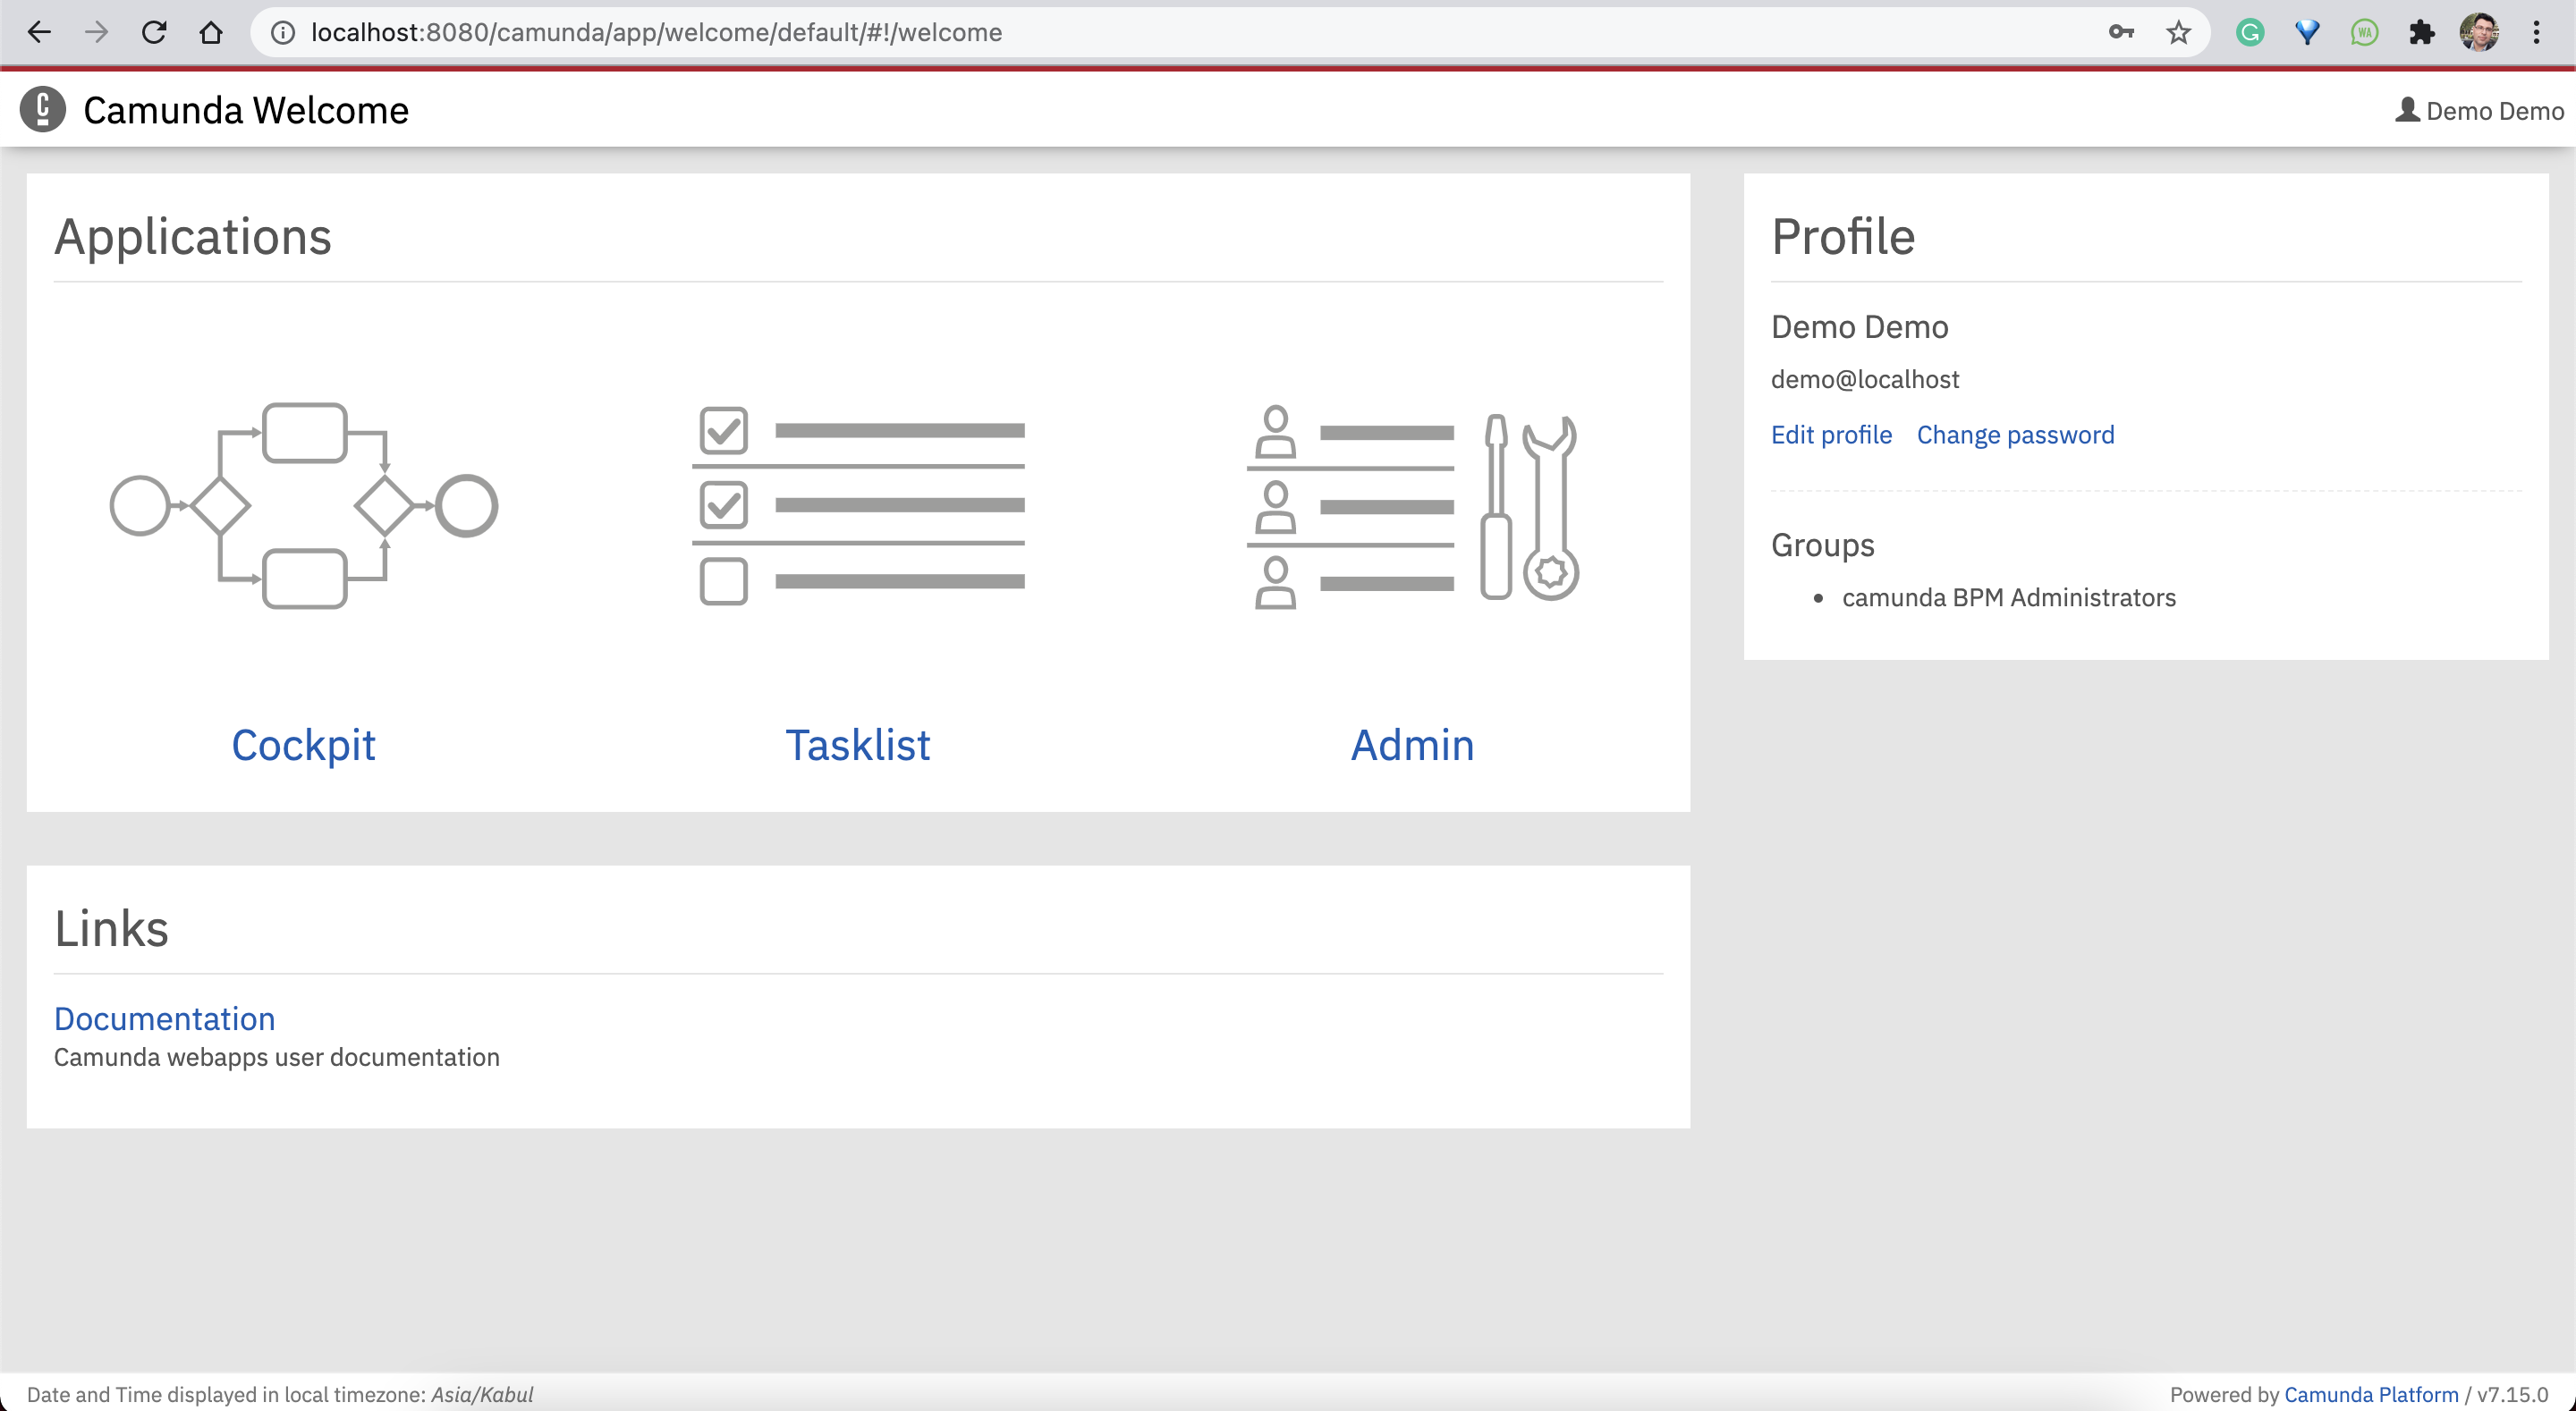 localhost:8080/camunda/app/welcome/default/#!/welcome
Camunda Welcome
Demo Demo
Applications
Cockpit
Tasklist
Admin
Profile
Demo Demo
demo@localhost
Edit profile Change password
Groups
camunda BPM Administrators
Links
Documentation
Camunda webapps user documentation
Date and Time displayed in local timezone: Asia/Kabul
Powered by Camunda Platform / v7.15.0